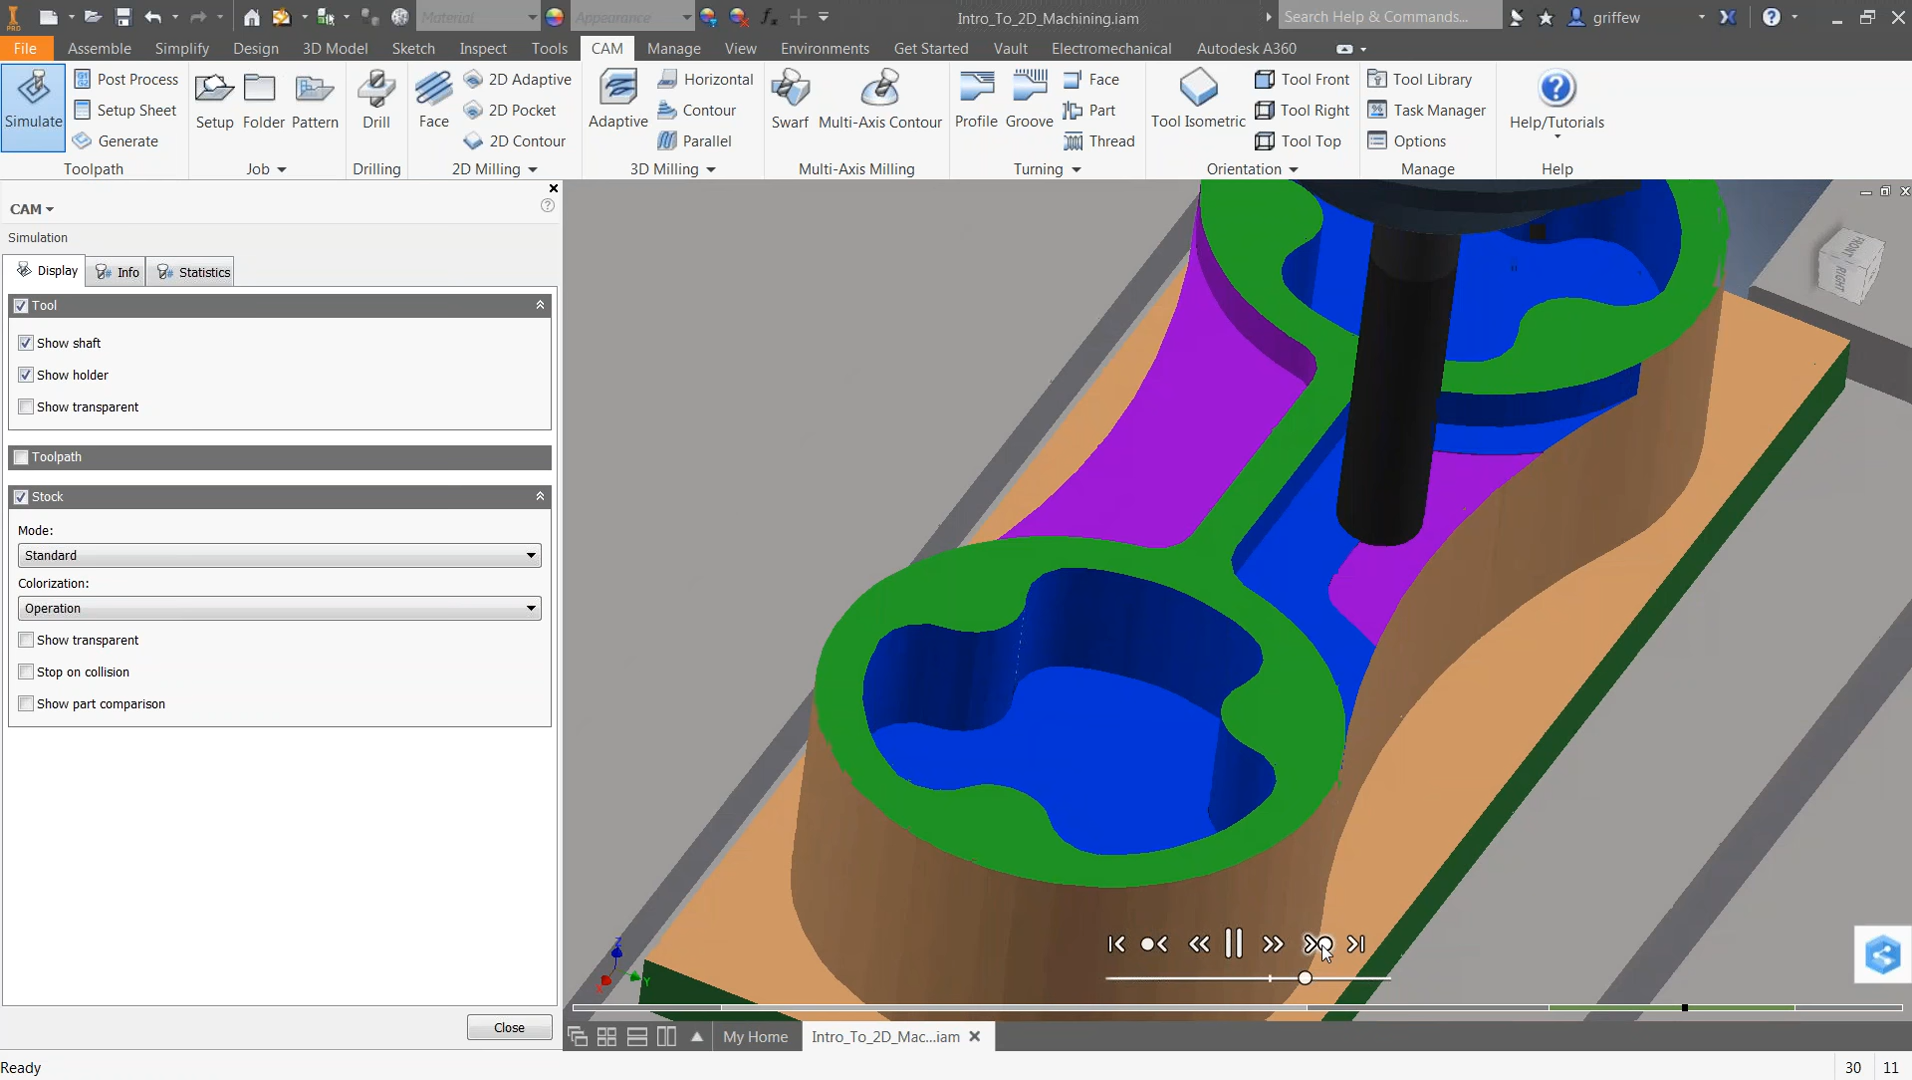 PRO
Material
Appearance
Intro_To_2D_Machining.iam
Search Help & Commands...
griffew
File
Assemble
Simplify
Design
3D Model
Sketch
Inspect
Tools
CAM
Manage
View
Environments
Get Started
Vault
Electromechanical
Autodesk A360
Simulate
Post Process
Setup Sheet
Generate
Toolpath
Setup
Folder
Pattern
Job
Drill
Drilling
Face
2D Adaptive
2D Pocket
2D Contour
2D Milling
Adaptive
Horizontal
Contour
Parallel
3D Milling
Swarf
Multi-Axis Contour
Multi-Axis Milling
Profile
Groove
Face
Part
Thread
Turning
Tool Isometric
Tool Front
Tool Right
Tool Top
Orientation
Tool Library
Task Manager
Options
Manage
Help/Tutorials
Help
CAM
Simulation
Display
Info
Statistics
Tool
Show shaft
Show holder
Show transparent
Toolpath
Stock
Mode:
Standard
Colorization:
Operation
Show transparent
Stop on collision
Show part comparison
Close
FRONT
RIGHT
Z
X
Y
My Home
Intro_To_2D_Mac...iam
Ready
30
11